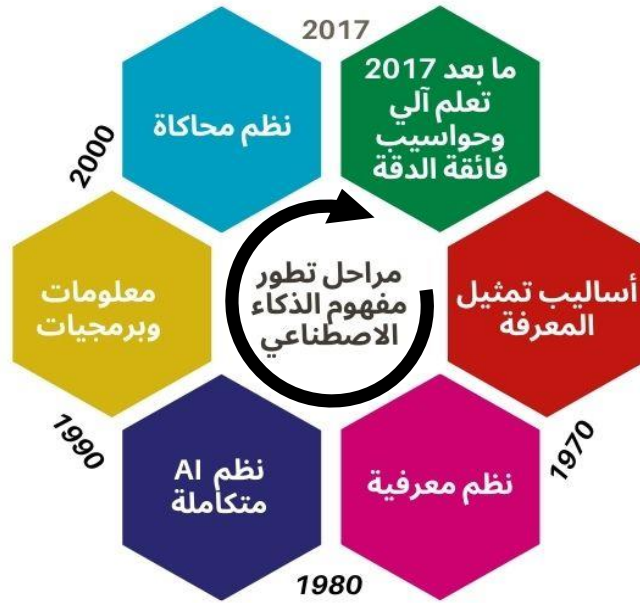 2017
ما بعد 2017
تعلم آلي
وحواسيب
فائقة الدقة
نظم محاكاة
2000
أساليب تمثيل
المعرفة
مراحل تطور
مفهوم الذكاء
الاصطناعي
معلومات
وبرمجيات
1970
نظم معرفية
نظم AI
متكاملة
1990
1980